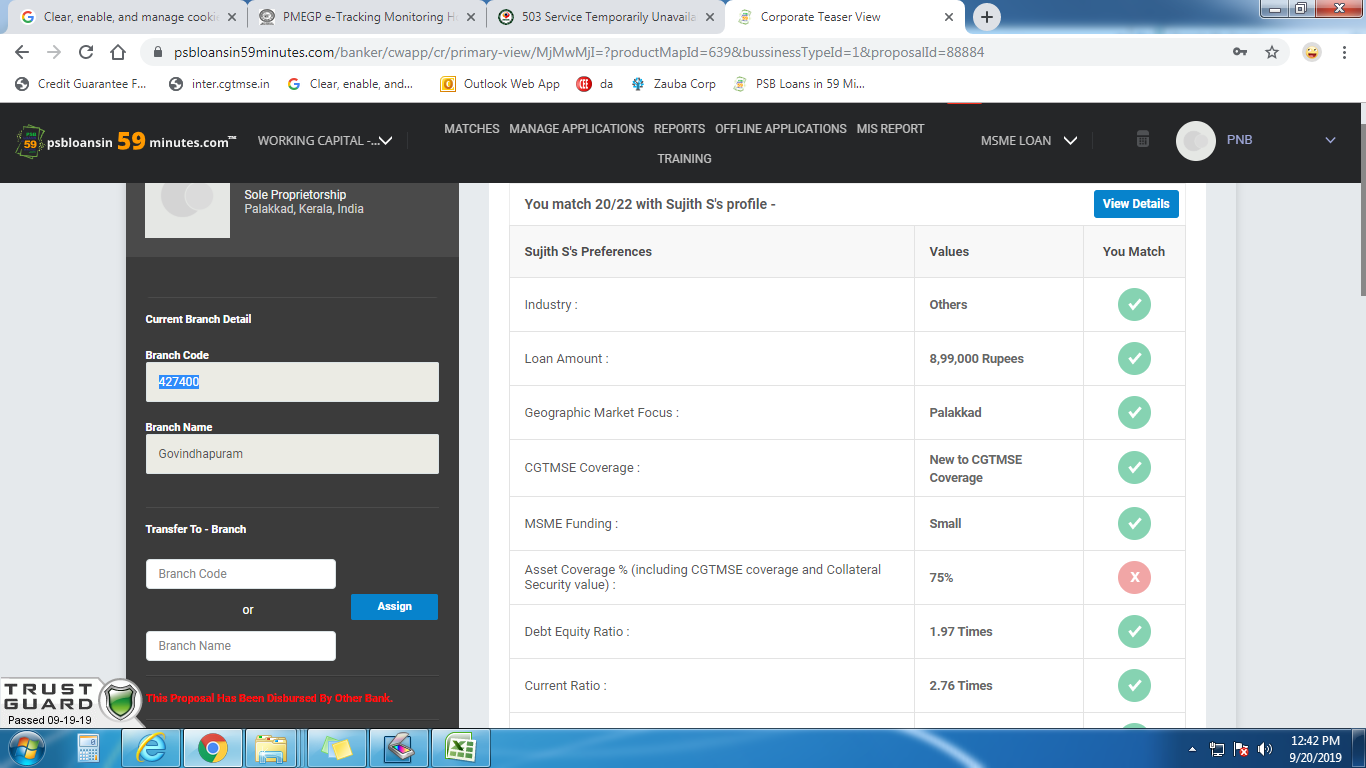 Clear, enable, and manage cooki
PMEGP e-Tracking Monitoring H
503 Service Temporarily Unavaila
Corporate Teaser View
psbloansin59minutes.com/banker/cwapp/cr/primary-view/MjMwMjI=?productMapId=639&bussinessTypeId=1&proposalId=88884
Credit Guarantee F...
inter.cgtmse.in
Clear, enable, and...
Outlook Web App
da
Zauba Corp
PSB Loans in 59 Mi...
psbloansin 59 minutes.com™
WORKING CAPITAL -...
MATCHES MANAGE APPLICATIONS REPORTS OFFLINE APPLICATIONS MIS REPORT
TRAINING
MSME LOAN
PNB
Sole Proprietorship
Palakkad, Kerala, India
Current Branch Detail
Branch Code
427400
Branch Name
Govindhapuram
Transfer To - Branch
Branch Code
or
Assign
Branch Name
This Proposal Has Been Disbursed By Other Bank.
TRUST
GUARD
Passed 09-19-19
You match 20/22 with Sujith S's profile -
View Details
Sujith S's Preferences Values You Match
Industry : Others
Loan Amount : 8,99,000 Rupees
Geographic Market Focus : Palakkad
CGTMSE Coverage : New to CGTMSE
Coverage
MSME Funding : Small
Asset Coverage % (including CGTMSE coverage and Collateral
Security value) : 75% X
Debt Equity Ratio : 1.97 Times
Current Ratio : 2.76 Times
12:42 PM
9/20/2019